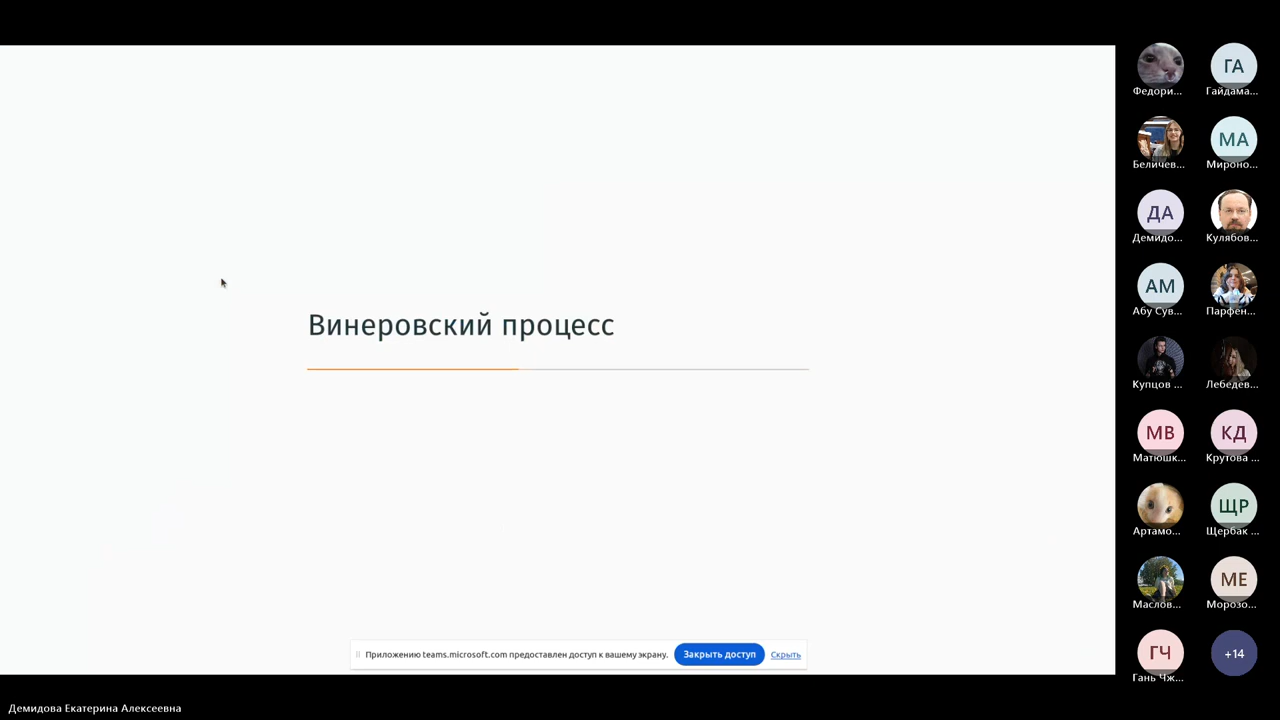 Винеровский процесс
Приложению teams.microsoft.com предоставлен доступ к вашему экрану.
Закрыть доступ
Скрыть
Демидова Екатерина Алексеевна
Федори...
ГА
Гайдама...
Беличев...
МА
Мироно...
ДА
Демидо...
Кулябов...
АМ
Абу Сув...
Парфён...
Купцов ...
Лебедев...
МВ
Матюшк...
КД
Крутова ...
Артамо...
ЩР
Щербак ...
Маслов...
МЕ
Морозо...
ГЧ
Гань Чж...
+14